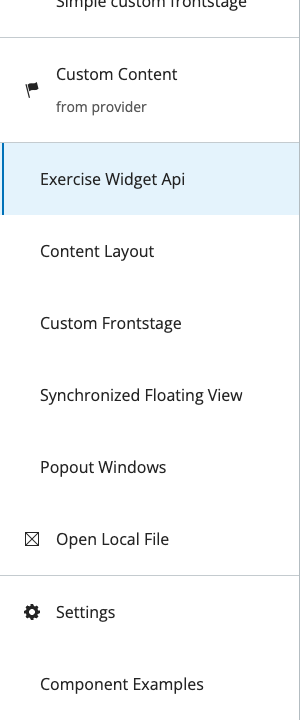 Simple custom frontstage
Custom Content
from provider
Exercise Widget Api
Content Layout
Custom Frontstage
Synchronized Floating View
Popout Windows
Open Local File
Settings
Component Examples